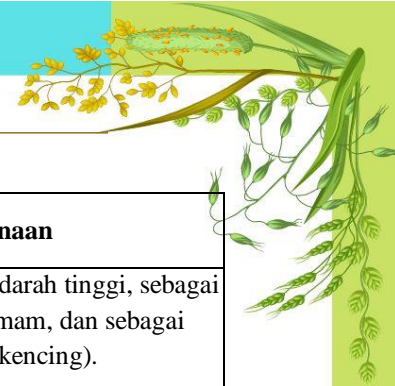 naan
darah tinggi, sebagai
mam, dan sebagai
kencing).